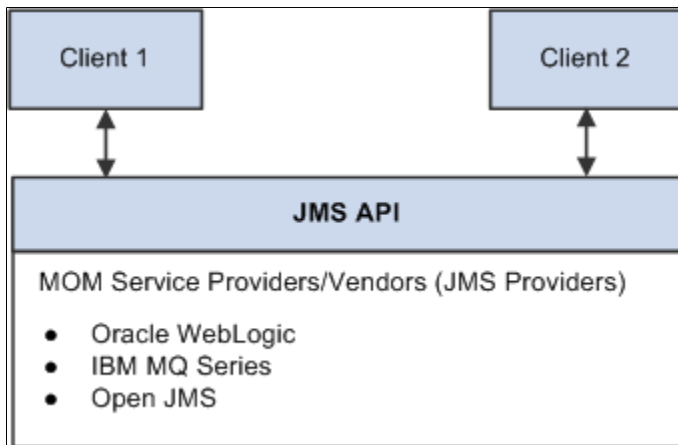 Client 1
Client 2
JMS API
MOM Service Providers/Vendors (JMS Providers)
● Oracle WebLogic
● IBM MQ Series
● Open JMS